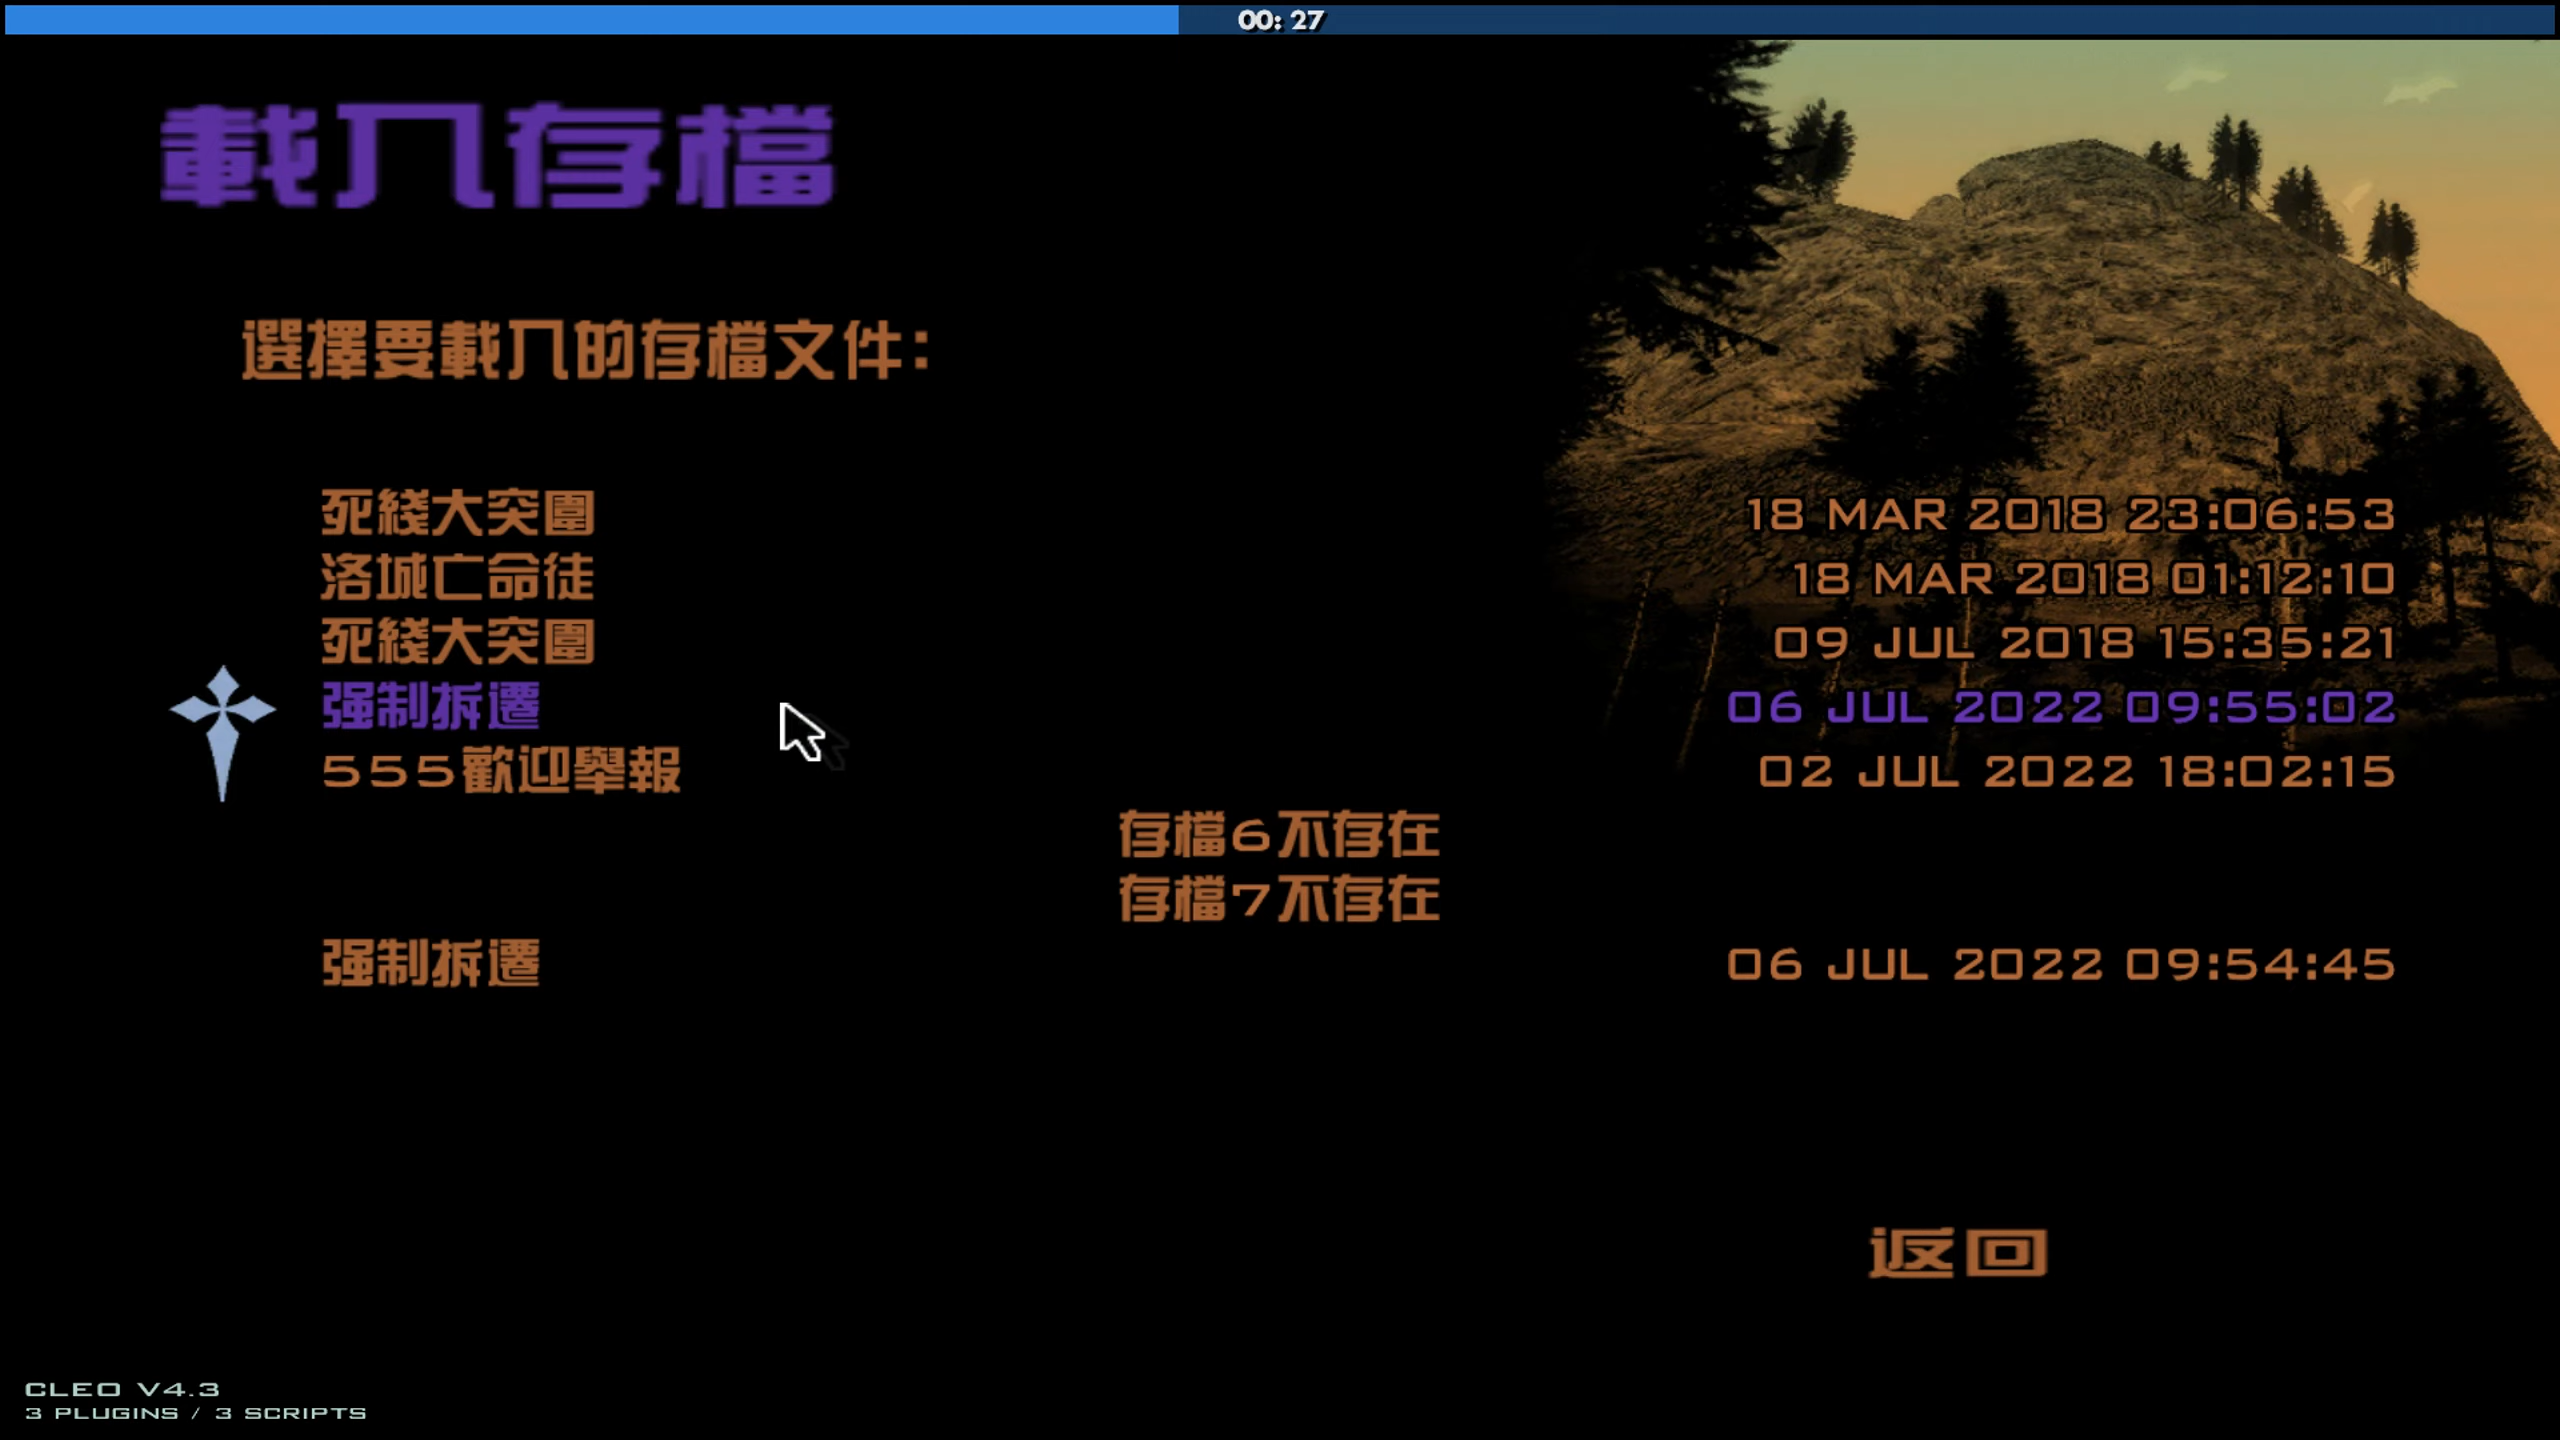 00: 27
載入存檔
選擇要載入的存檔文件:
死綫大突圍 18 MAR 2018 23:06:53
洛城亡命徒 18 MAR 2018 01:12:10
死綫大突圍 09 JUL 2018 15:35:21
强制拆遷 06 JUL 2022 09:55:02
555歡迎舉報 02 JUL 2022 18:02:15
存檔6不存在
存檔7不存在
强制拆遷 06 JUL 2022 09:54:45
返回
CLEO V4.3
3 PLUGINS / 3 SCRIPTS